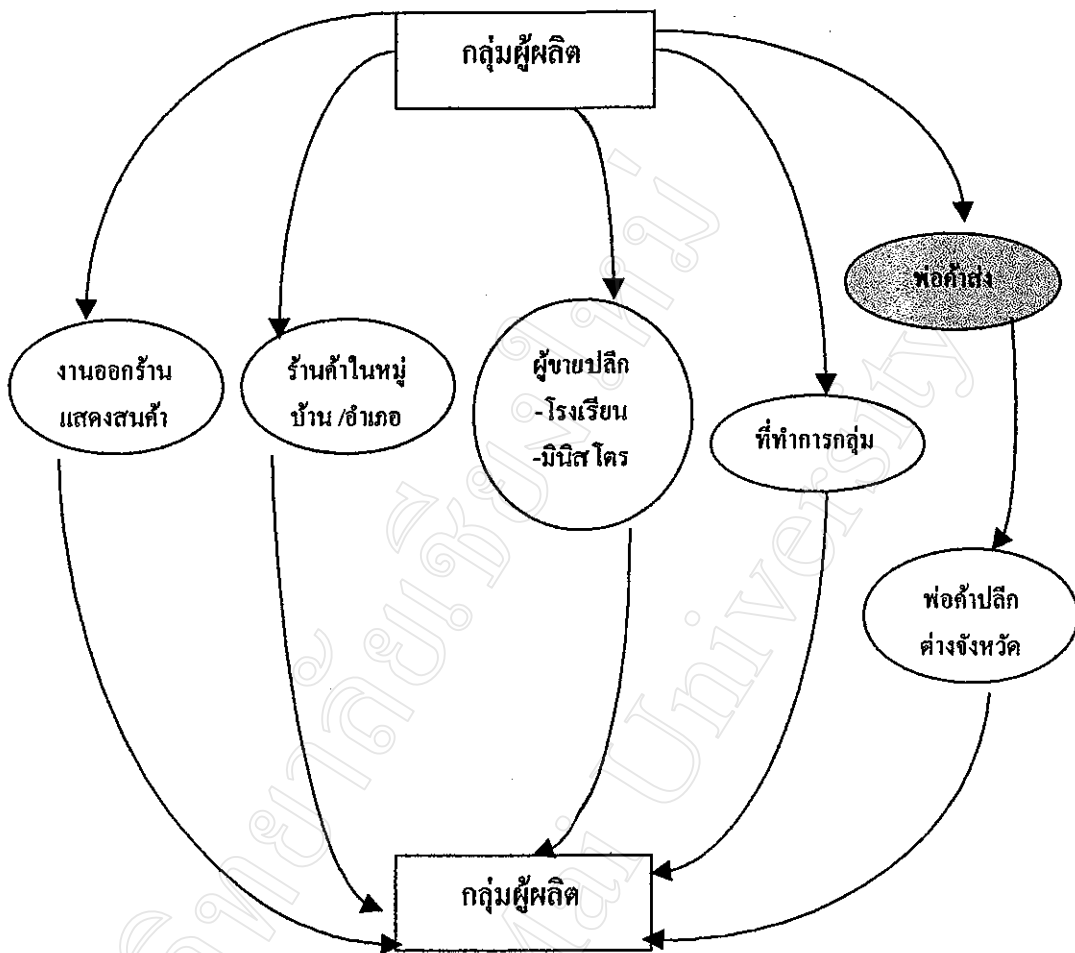 กลุ่มผู้ผลิต
พ่อค้าส่ง
งานออกร้าน
แสดงสนค้า
ร้านค้าในหมู่
บ้าน /อำเภอ
ผู้ขายปลีก
-โรงเรียน
-มินิส โตร
ที่ทำการกลุ่ม
พ่อค้าปลีก
ต่างจังหวัด
กลุ่มผู้ผลิต
Mai University